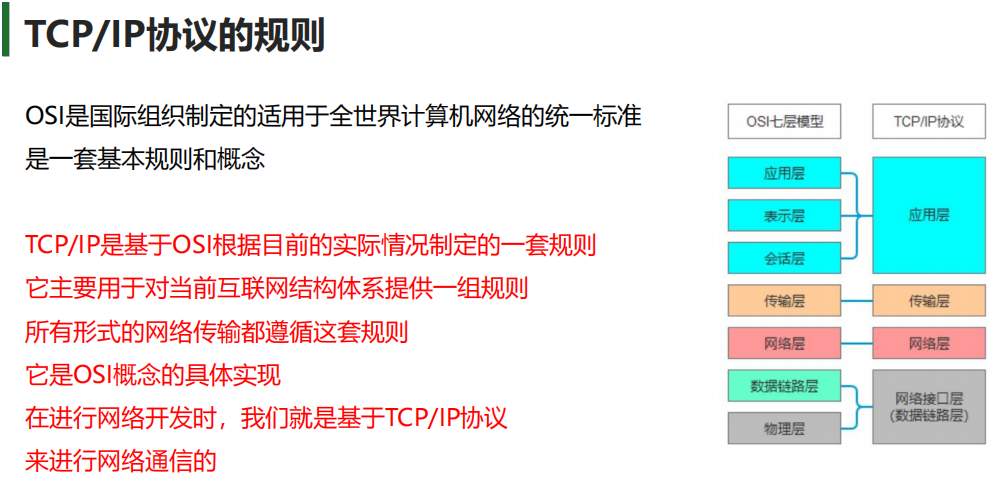 TCP/IP协议的规则
OSI是国际组织制定的适用于全世界计算机网络的统一标准
是一套基本规则和概念
TCP/IP是基于OSI根据目前的实际情况制定的一套规则
它主要用于对当前互联网结构体系提供一组规则
所有形式的网络传输都遵循这套规则
它是OSI概念的具体实现
在进行网络开发时，我们就是基于TCP/IP协议
来进行网络通信的
OSI七层模型
TCP/IP协议
应用层
表示层
会话层
应用层
传输层
传输层
网络层
网络层
数据链路层
物理层
网络接口层
(数据链路层)